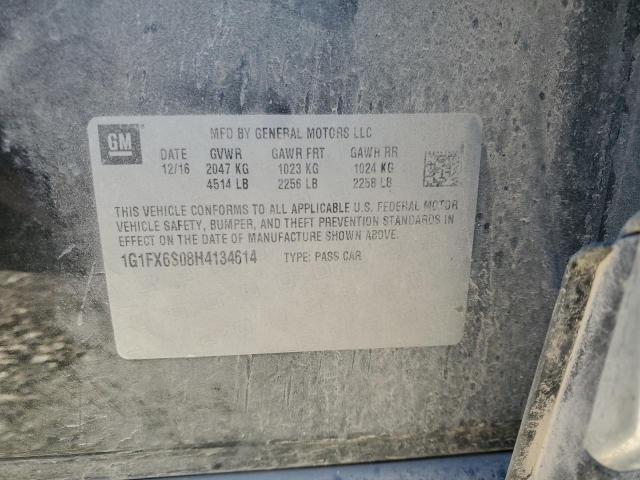 GM
MFD BY GENERAL MOTORS LLC
DATE GVWR GAWR FRT GAWR RR
12/16 2047 KG 1023 KG 1024 KG
4514 LB 2256 LB 2258 LB
THIS VEHICLE CONFORMS TO ALL APPLICABLE U.S. FEDERAL MOTOR
VEHICLE SAFETY, BUMPER, AND THEFT PREVENTION STANDARDS IN
EFFECT ON THE DATE OF MANUFACTURE SHOWN ABOVE.
1G1FX6S08H4134614 TYPE: PASS CAR